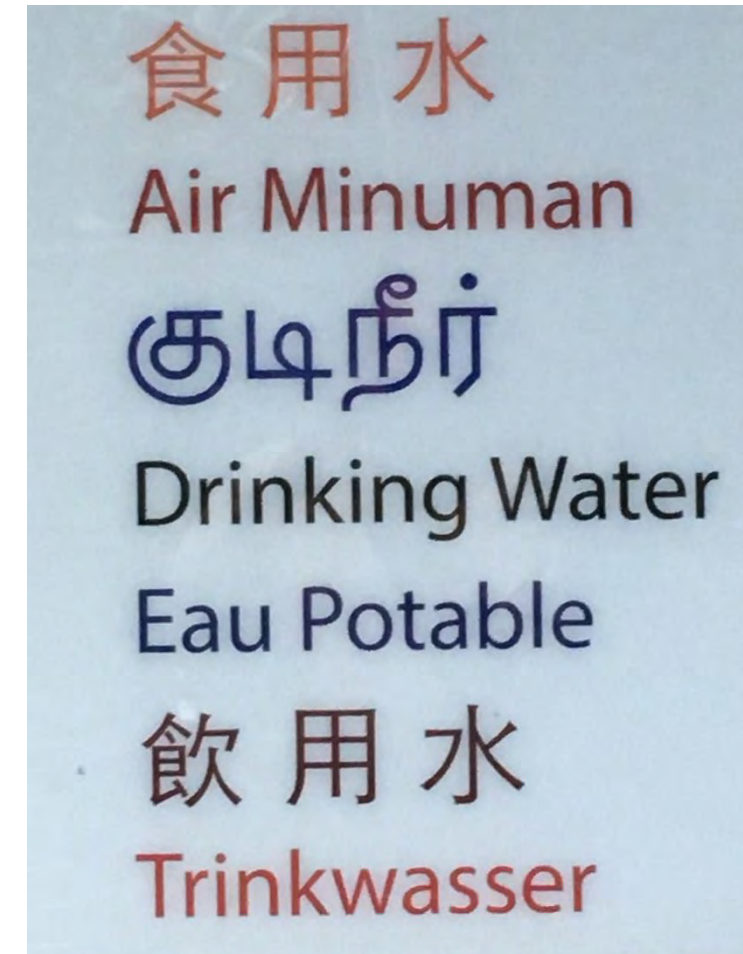 食用水
Air Minuman
குடிநீர்
Drinking Water
Eau Potable
飲用水
Trinkwasser